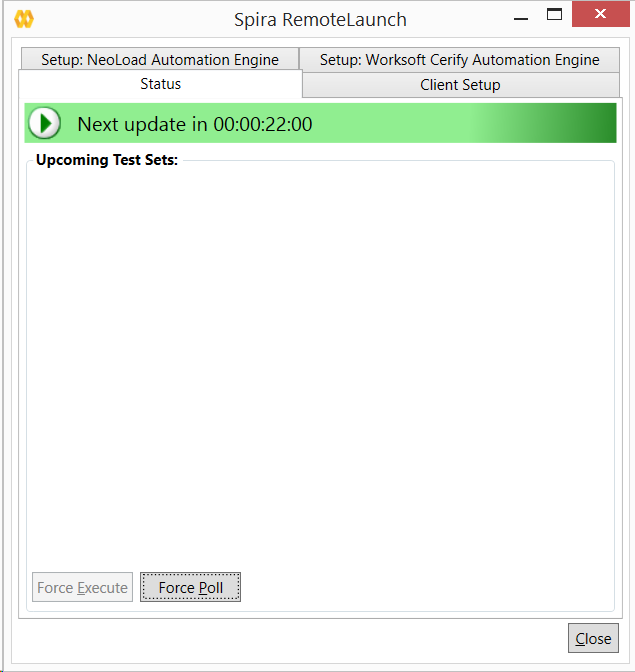 Spira RemoteLaunch
Setup: NeoLoad Automation Engine
Setup: Worksoft Cerify Automation Engine
Status
Client Setup
Next update in 00:00:22:00
Upcoming Test Sets:
Force Execute
Force Poll
Close